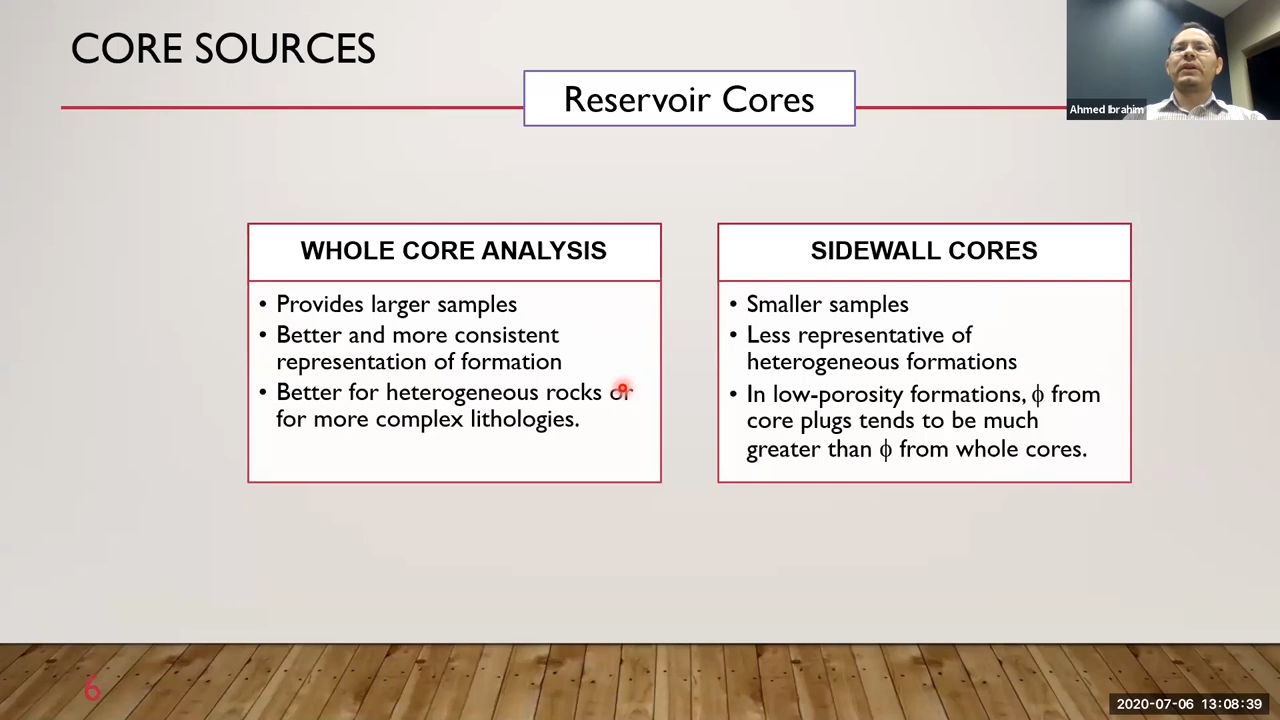 CORE SOURCES
Reservoir Cores
Ahmed Ibrahim
WHOLE CORE ANALYSIS
• Provides larger samples
• Better and more consistent
representation of formation
• Better for heterogeneous rocks or
for more complex lithologies.
SIDEWALL CORES
• Smaller samples
• Less representative of
heterogeneous formations
• In low-porosity formations, ϕ from
core plugs tends to be much
greater than ϕ from whole cores.
6
2020-07-06 13:08:39